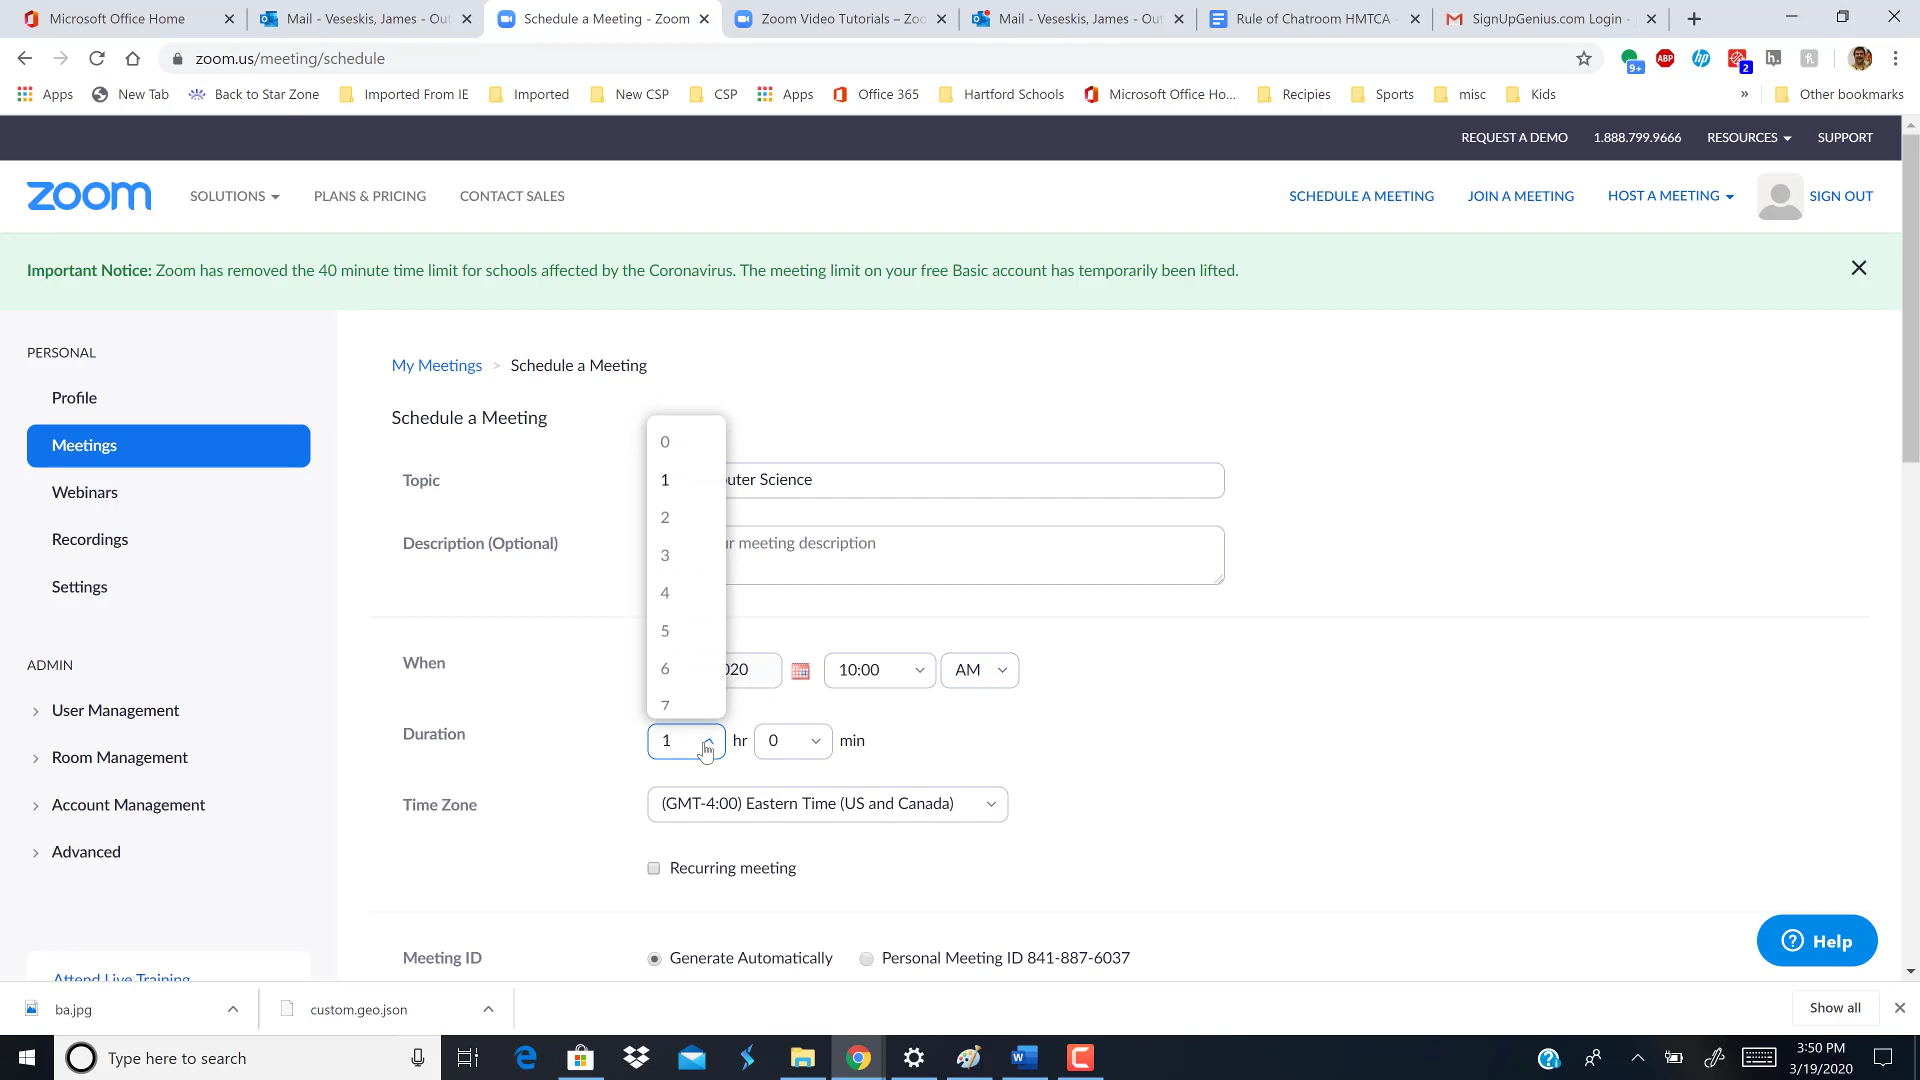 Microsoft Office Home
Mail - Veseskis, James - Out
Schedule a Meeting - Zoom
Zoom Video Tutorials – Zoo
Mail - Veseskis, James - Out
Rule of Chatroom HMTCA -
SignUpGenius.com Login -
zoom.us/meeting/schedule
9+
ABP
hp
2
h.
Apps
New Tab
Back to Star Zone
Imported From IE
Imported
New CSP
CSP
Apps
Office 365
Hartford Schools
Microsoft Office Ho...
Recipies
Sports
misc
Kids
»
Other bookmarks
REQUEST A DEMO
1.888.799.9666
RESOURCES
SUPPORT
zoom
SOLUTIONS
PLANS & PRICING
CONTACT SALES
SCHEDULE A MEETING
JOIN A MEETING
HOST A MEETING
SIGN OUT
Important Notice: Zoom has removed the 40 minute time limit for schools affected by the Coronavirus. The meeting limit on your free Basic account has temporarily been lifted.
PERSONAL
Profile
Meetings
Webinars
Recordings
Settings
ADMIN
User Management
Room Management
Account Management
Advanced
Attend Live Training
My Meetings > Schedule a Meeting
Schedule a Meeting
Topic
uter Science
Description (Optional)
r meeting description
0
1
2
3
4
5
6
7
When
020
10:00
AM
Duration
1
hr
0
min
Time Zone
(GMT-4:00) Eastern Time (US and Canada)
Recurring meeting
Meeting ID
Generate Automatically
Personal Meeting ID 841-887-6037
Help
ba.jpg
custom.geo.json
Show all
Type here to search
3:50 PM
3/19/2020